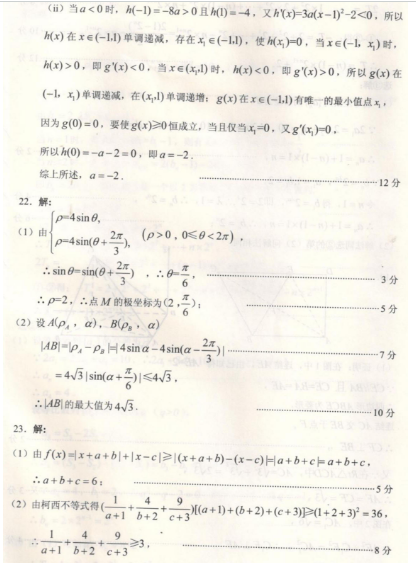 (ii) 当 a<0 时, h(-1)=-8a>0 且 h(1)=-4, 又 h'(x)=3a(x-1)²-2<0, 所以
h(x) 在 x∈(-1,1) 单调递减, 存在 x₁∈(-1,1), 使 h(x₁)=0, 当 x∈(-1, x₁) 时,
h(x)>0, 即 g'(x)<0, 当 x∈(x₁,1) 时, h(x)<0, 即 g'(x)>0, 所以 g(x) 在
(-1, x₁) 单调递减, 在 (x₁,1) 单调递增; g(x) 在 x∈(-1,1) 有唯一的最小值点 x₁,
因为 g(0)=0, 要使 g(x)≥0 恒成立, 当且仅当 x₁=0, 又 g'(x₁)=0,
所以 h(0)=-a-2=0, 即 a=-2.
综上所述, a=-2. ……………12 分
22. 解:
(1) 由 { ρ=4sinθ,
ρ=4sin(θ+2π/3), (ρ>0, 0≤θ<2π)
∴sinθ=sin(θ+2π/3), ∴θ=π/6, …………… 3 分
∴ρ=2, ∴点 M 的极坐标为 (2, π/6); ……………5 分
(2) 设 A(ρ_A, α), B(ρ_B, α)
|AB|=|ρ_A-ρ_B|=|4sinα-4sin(α-2π/3)| ……………7 分
=4√3|sin(α+π/6)|≤4√3,
∴|AB| 的最大值为 4√3. ……………10 分
23. 解:
(1) 由 f(x)=|x+a+b|+|x-c|≥|(x+a+b)-(x-c)|=|a+b+c|=a+b+c,
∴a+b+c=6; ……………5 分
(2) 由柯西不等式得 (1/(a+1)+4/(b+2)+9/(c+3))[(a+1)+(b+2)+(c+3)]≥(1+2+3)²=36,
∴1/(a+1)+4/(b+2)+9/(c+3)≥3, ……………8 分